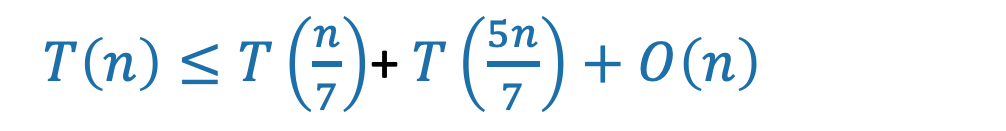 T(n) ≤ T(n/7) + T(5n/7) + O(n)